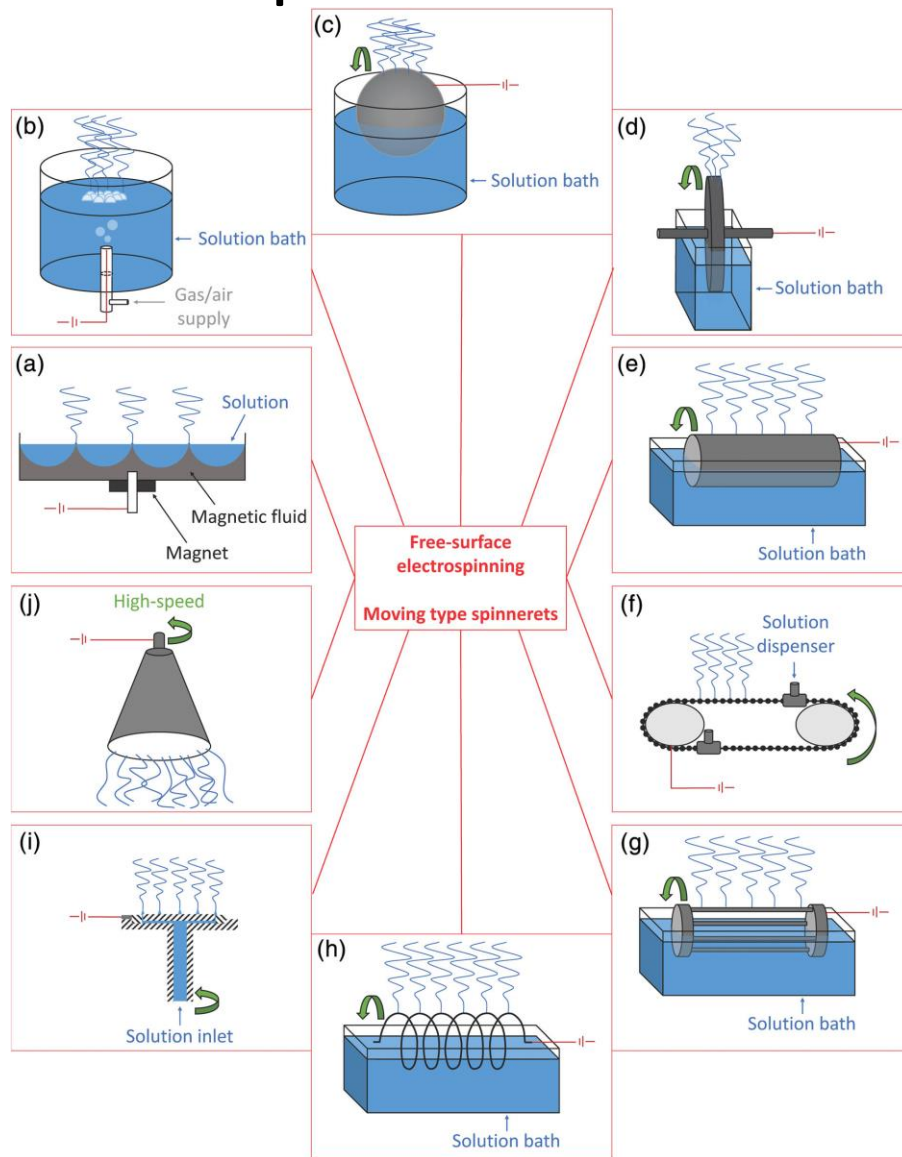 (c)
Solution bath
(b)
Solution bath
Gas/air
supply
(d)
Solution bath
(a)
Solution
Magnetic fluid
Magnet
(e)
Solution bath
Free-surface
electrospinning
Moving type spinnerets
(j)
High-speed
(f)
Solution
dispenser
(i)
Solution inlet
(g)
Solution bath
(h)
Solution bath